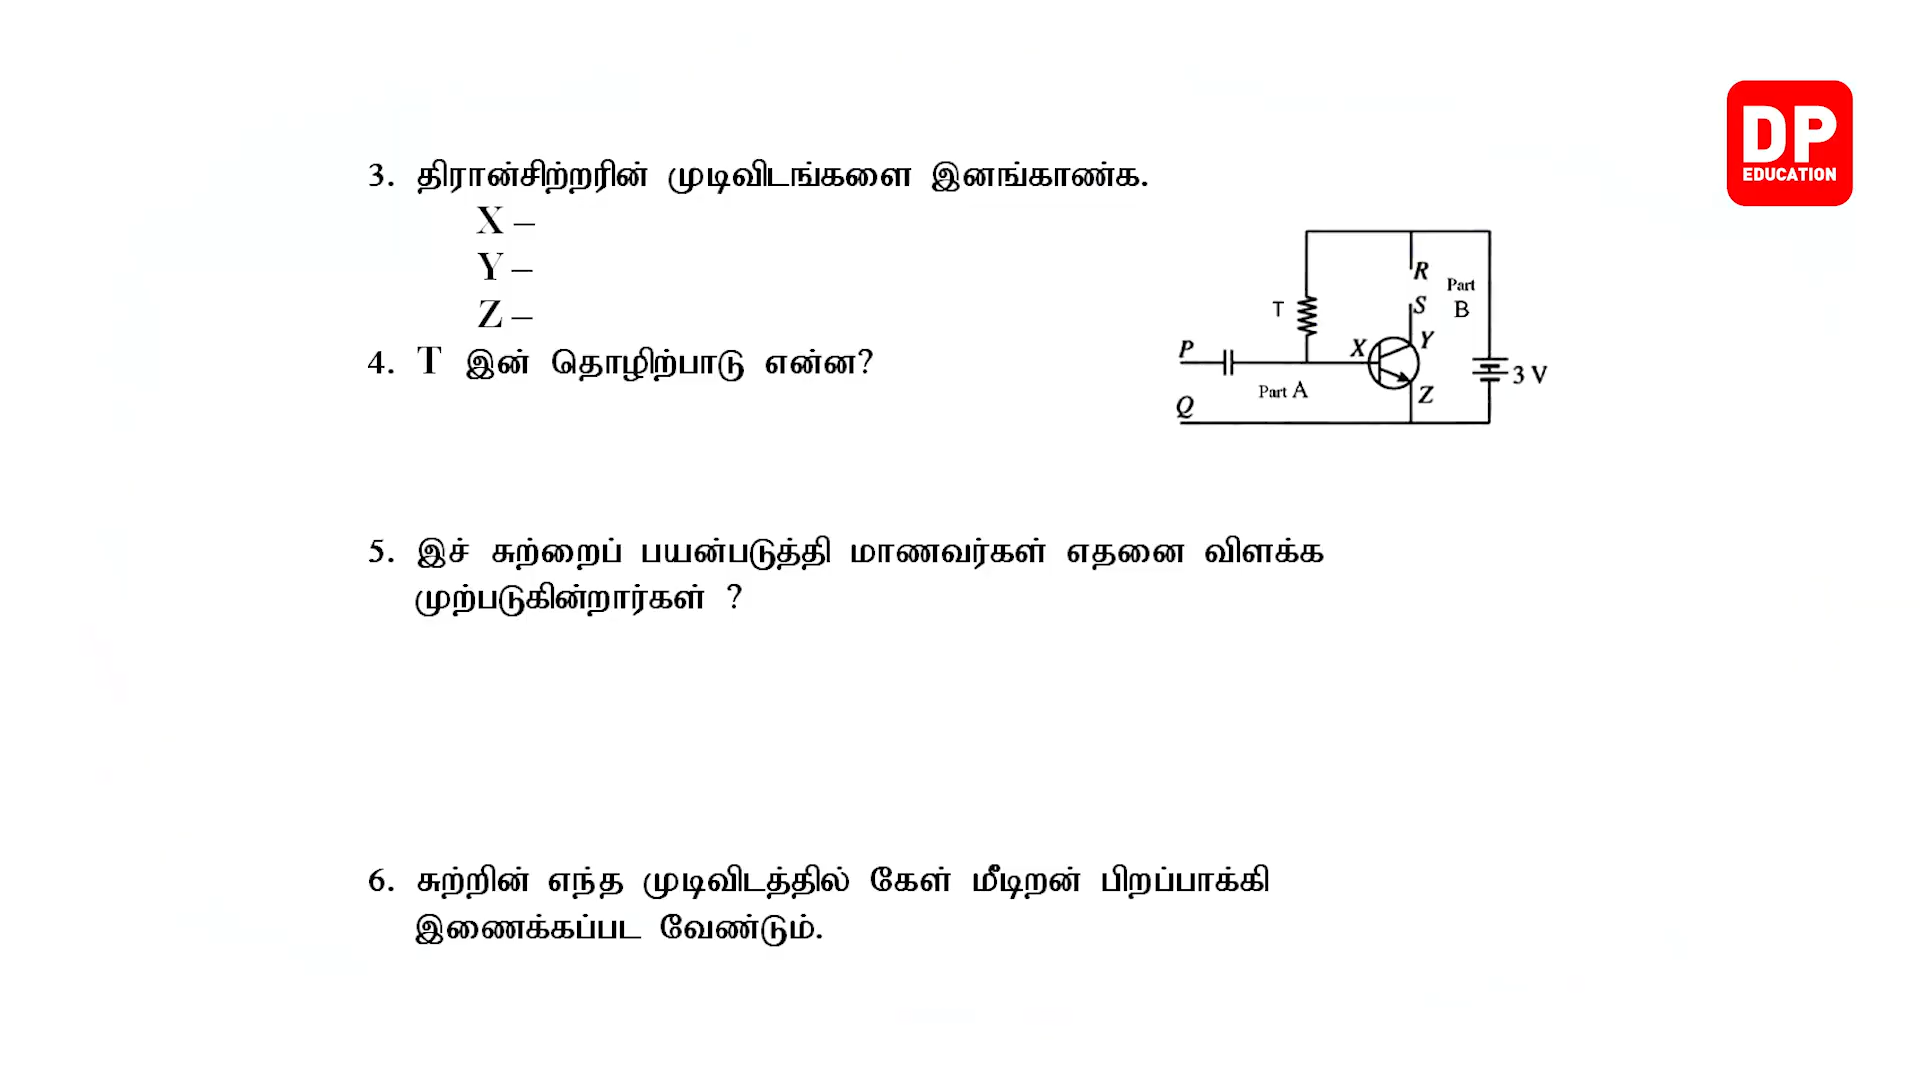 DP
EDUCATION
3. திரான்சிற்றரின் முடிவிடங்களை இனங்காண்க.
X –
Y –
Z –
4. T இன் தொழிற்பாடு என்ன?
R
Part
B
S
T
Y
X
P
3 V
Part A
Z
Q
5. இச் சுற்றைப் பயன்படுத்தி மாணவர்கள் எதனை விளக்க
முற்படுகின்றார்கள் ?
6. சுற்றின் எந்த முடிவிடத்தில் கேள் மீடிறன் பிறப்பாக்கி
இணைக்கப்பட வேண்டும்.